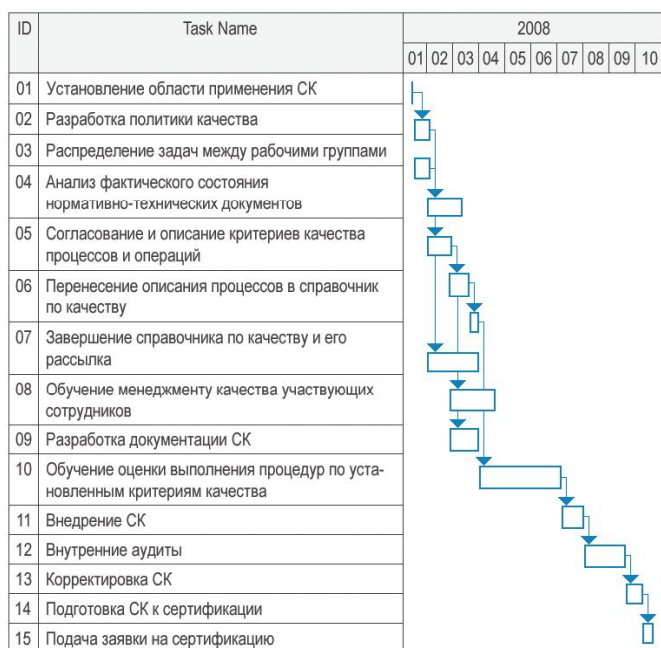 ID Task Name 2008
01 02 03 04 05 06 07 08 09 10
01 Установление области применения СК
02 Разработка политики качества
03 Распределение задач между рабочими группами
04 Анализ фактического состояния
нормативно-технических документов
05 Согласование и описание критериев качества
процессов и операций
06 Перенесение описания процессов в справочник
по качеству
07 Завершение справочника по качеству и его
рассылка
08 Обучение менеджменту качества участвующих
сотрудников
09 Разработка документации СК
10 Обучение оценки выполнения процедур по уста-
новленным критериям качества
11 Внедрение СК
12 Внутренние аудиты
13 Корректировка СК
14 Подготовка СК к сертификации
15 Подача заявки на сертификацию